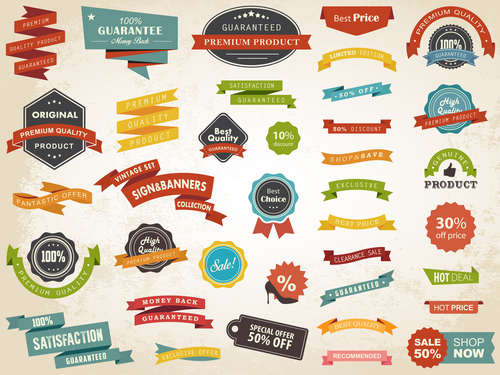 PREMIUM
QUALITY PRODUCT
GUARANTEED
100%
GUARANTEE
Money Back
GUARANTEED
PREMIUM PRODUCT
Best Price
PREMIUM QUALITY
100%
GUARANTEED
LIMITED EDITION
50% OFF
50% DISCOUNT
SHOP & SAVE
EXCLUSIVE
BEST PRICE
CLEARANCE SALE
GUARANTEED
BEST QUALITY
RECOMMENDED
ORIGINAL
PREMIUM QUALITY
PRODUCT
PREMIUM
QUALITY
PRODUCT
SATISFACTION
GUARANTEED
Best
Quality
GUARANTEED
10%
discount
High
Quality
PREMIUM PRODUCT
GENUINE
PRODUCT
FANTASTIC OFFER
VINTAGE SET
SIGN&BANNERS
COLLECTION
Best
Choice
30%
off price
100%
PREMIUM QUALITY
High
Quality
PREMIUM PRODUCT
Sale!
%
HOT DEAL
HOT PRICE
100%
SATISFACTION
GUARANTEED
MONEY BACK
GUARANTEED
EXCLUSIVE OFFER
SPECIAL OFFER
50% OFF
SALE
50%
SHOP
NOW